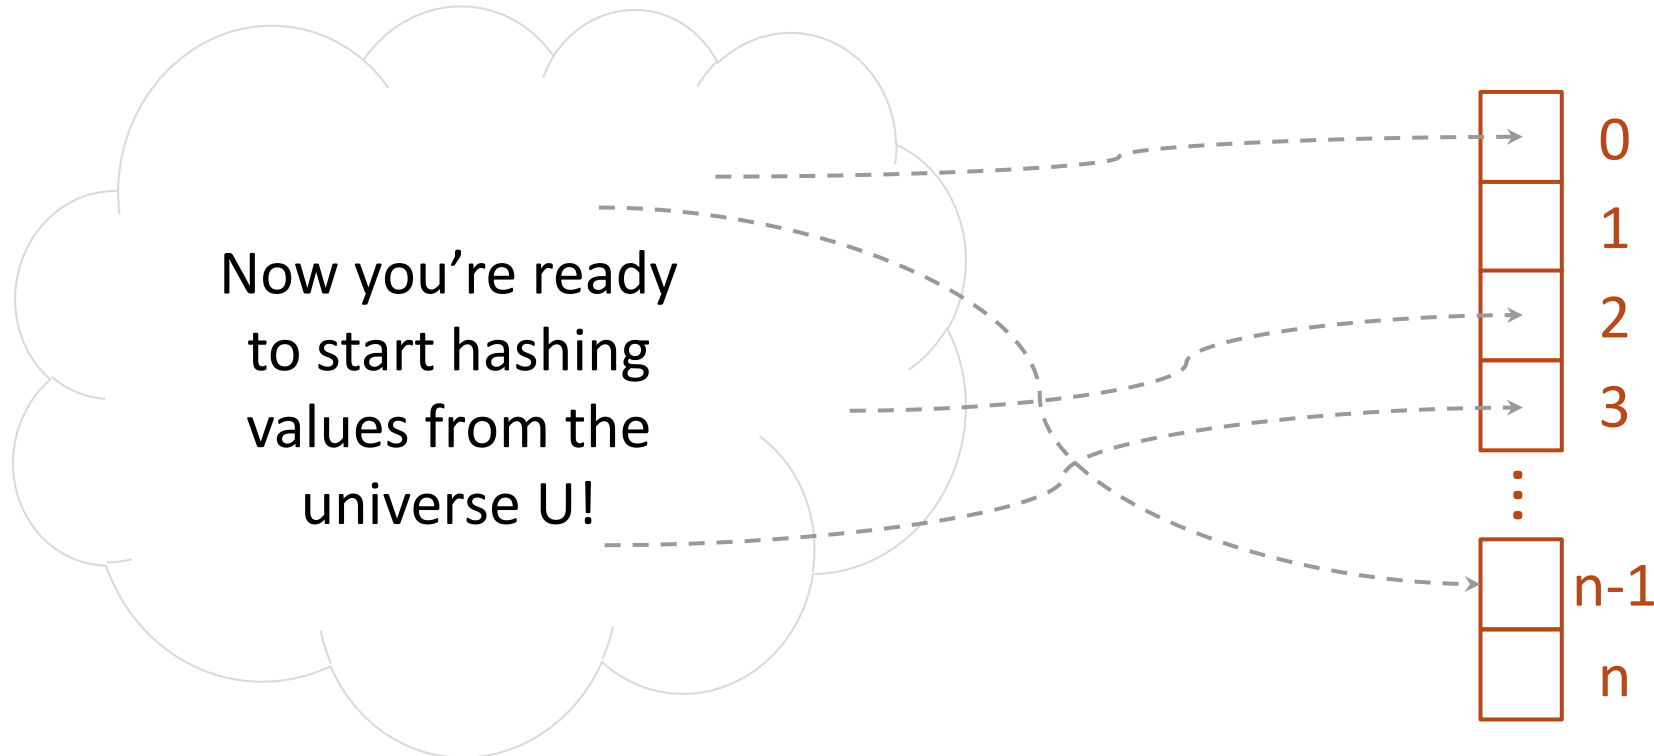 Now you’re ready
to start hashing
values from the
universe U!
0
1
2
3
⋮
n-1
n